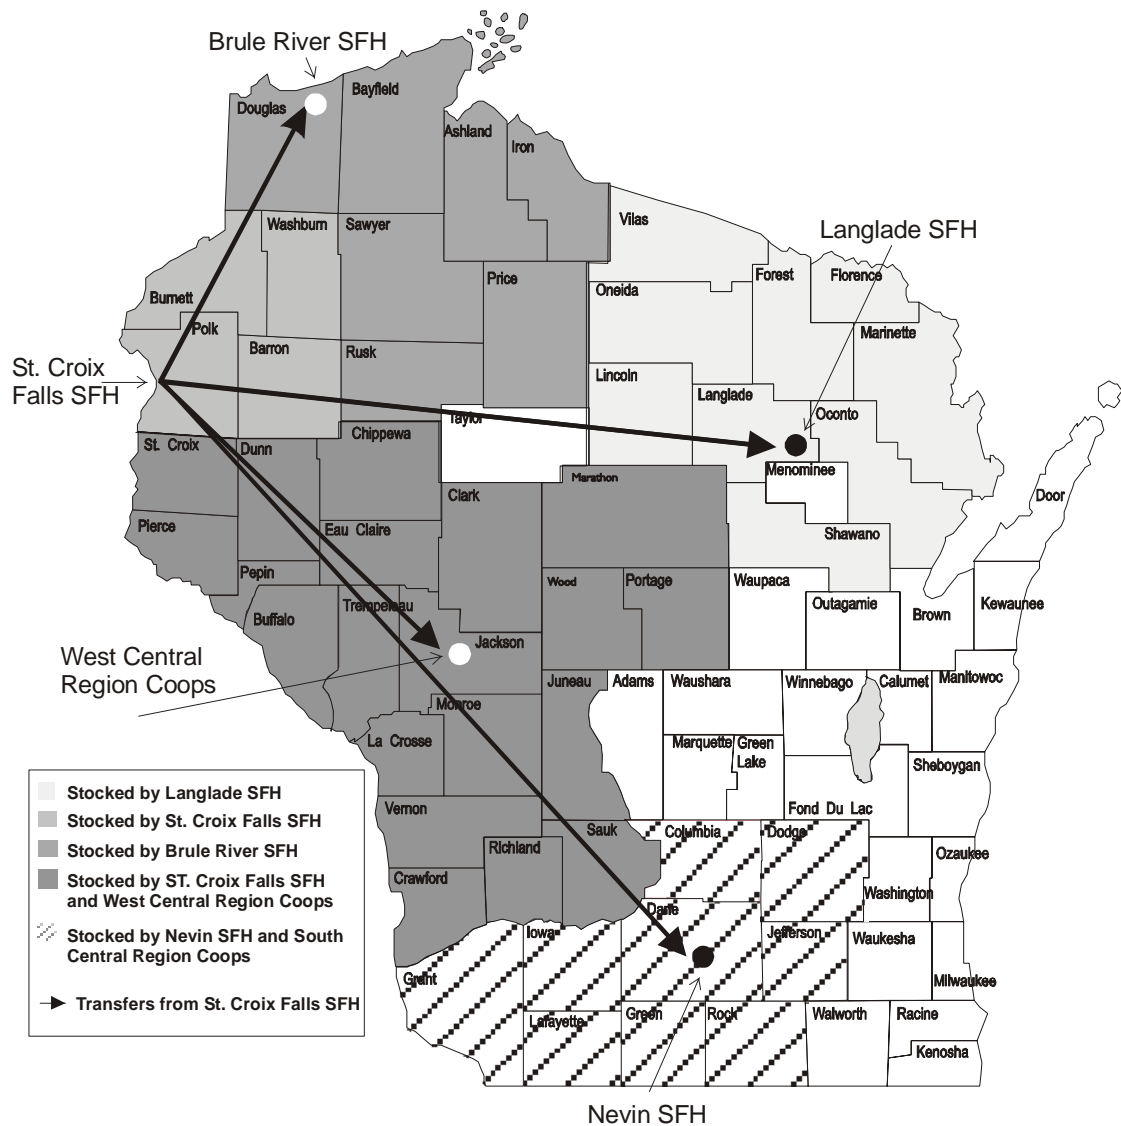 Brule River SFH
Bayfield
Douglas
Ashland
Iron
Vilas
Washburn
Sawyer
Langlade SFH
Price
Forest
Florence
Oneida
Burnett
Polk
Marinette
Barron
Rusk
St. Croix
Falls SFH
Lincoln
Langlade
Taylor
Oconto
Chippewa
St. Croix
Dunn
Menominee
Marathon
Clark
Door
Pierce
Eau Claire
Shawano
Pepin
Wood
Portage
Waupaca
Trempeleau
Outagamie
Kewaunee
Buffalo
Brown
Jackson
West Central
Region Coops
Juneau
Adams
Waushara
Winnebago
Calumet
Manitowoc
Monroe
La Crosse
Marquette
Green
Lake
Sheboygan
Stocked by Langlade SFH
Stocked by St. Croix Falls SFH
Stocked by Brule River SFH
Stocked by ST. Croix Falls SFH
and West Central Region Coops
Stocked by Nevin SFH and South
Central Region Coops
Transfers from St. Croix Falls SFH
Vernon
Fond Du Lac
Sauk
Columbia
Dodge
Richland
Ozaukee
Crawford
Washington
Dane
Iowa
Jefferson
Waukesha
Grant
Milwaukee
Lafayette
Green
Rock
Walworth
Racine
Kenosha
Nevin SFH